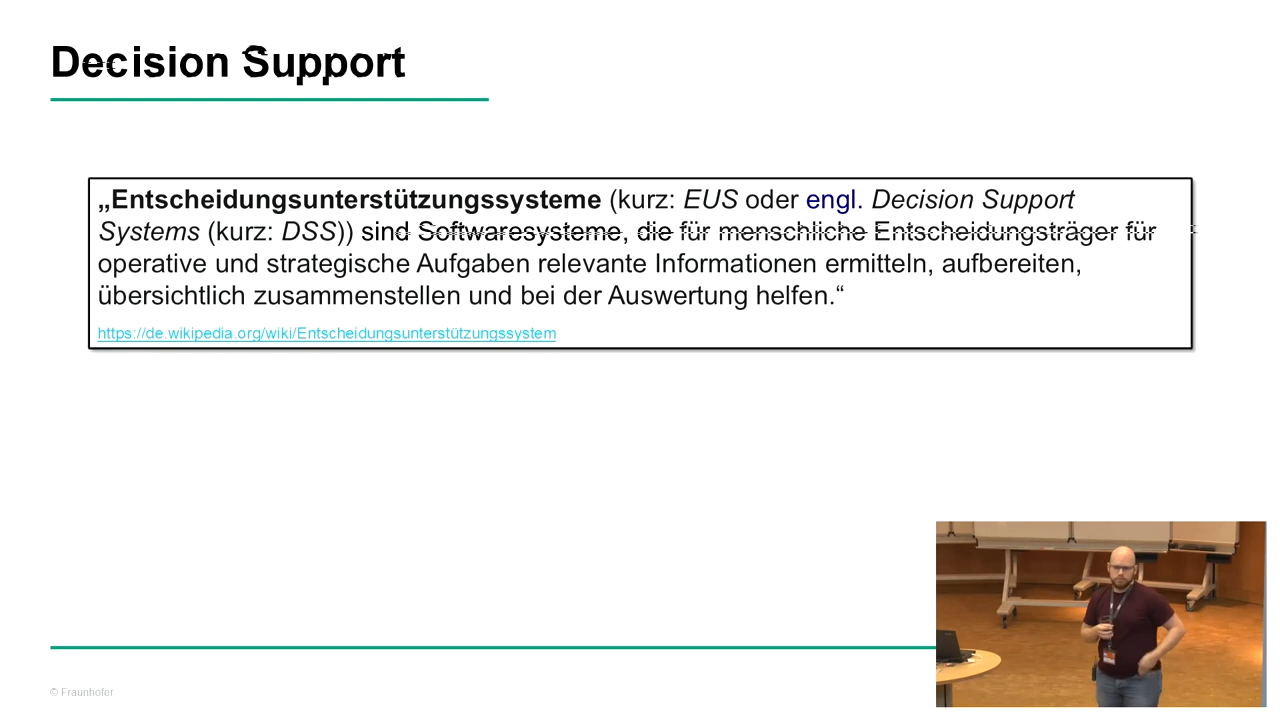 Decision Support
„Entscheidungsunterstützungssysteme (kurz: EUS oder engl. Decision Support
Systems (kurz: DSS)) sind Softwaresysteme, die für menschliche Entscheidungsträger für
operative und strategische Aufgaben relevante Informationen ermitteln, aufbereiten,
übersichtlich zusammenstellen und bei der Auswertung helfen.“
https://de.wikipedia.org/wiki/Entscheidungsunterstützungssystem
© Fraunhofer